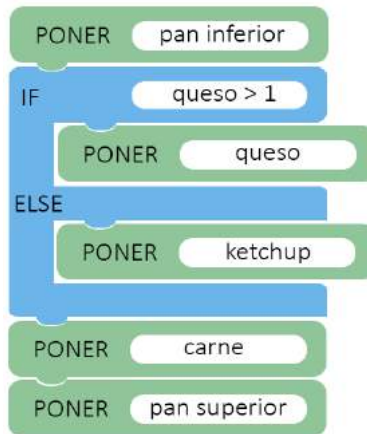 PONER pan inferior
IF queso > 1
PONER queso
ELSE
PONER ketchup
PONER carne
PONER pan superior